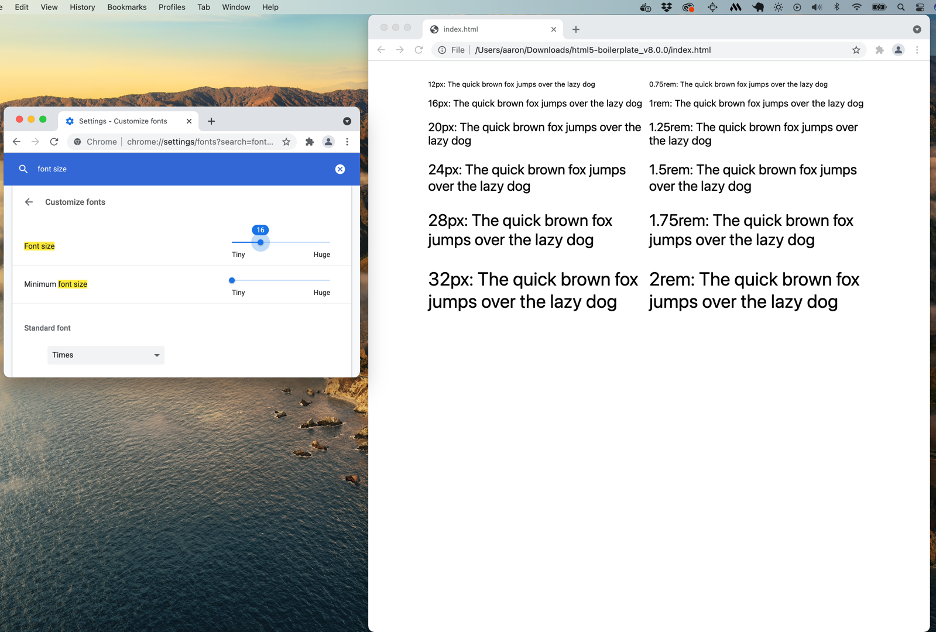 Edit View History Bookmarks Profiles Tab Window Help
Settings - Customize fonts
Chrome chrome://settings/fonts?search=font...
font size
Customize fonts
Font size
16
Tiny Huge
Minimum font size
Tiny Huge
Standard font
Times
index.html
File /Users/aaron/Downloads/html5-boilerplate_v8.0.0/index.html
12px: The quick brown fox jumps over the lazy dog
0.75rem: The quick brown fox jumps over the lazy dog
16px: The quick brown fox jumps over the lazy dog
1rem: The quick brown fox jumps over the lazy dog
20px: The quick brown fox jumps over the
lazy dog
1.25rem: The quick brown fox jumps over
the lazy dog
24px: The quick brown fox jumps
over the lazy dog
1.5rem: The quick brown fox jumps
over the lazy dog
28px: The quick brown fox
jumps over the lazy dog
1.75rem: The quick brown fox
jumps over the lazy dog
32px: The quick brown fox
jumps over the lazy dog
2rem: The quick brown fox
jumps over the lazy dog